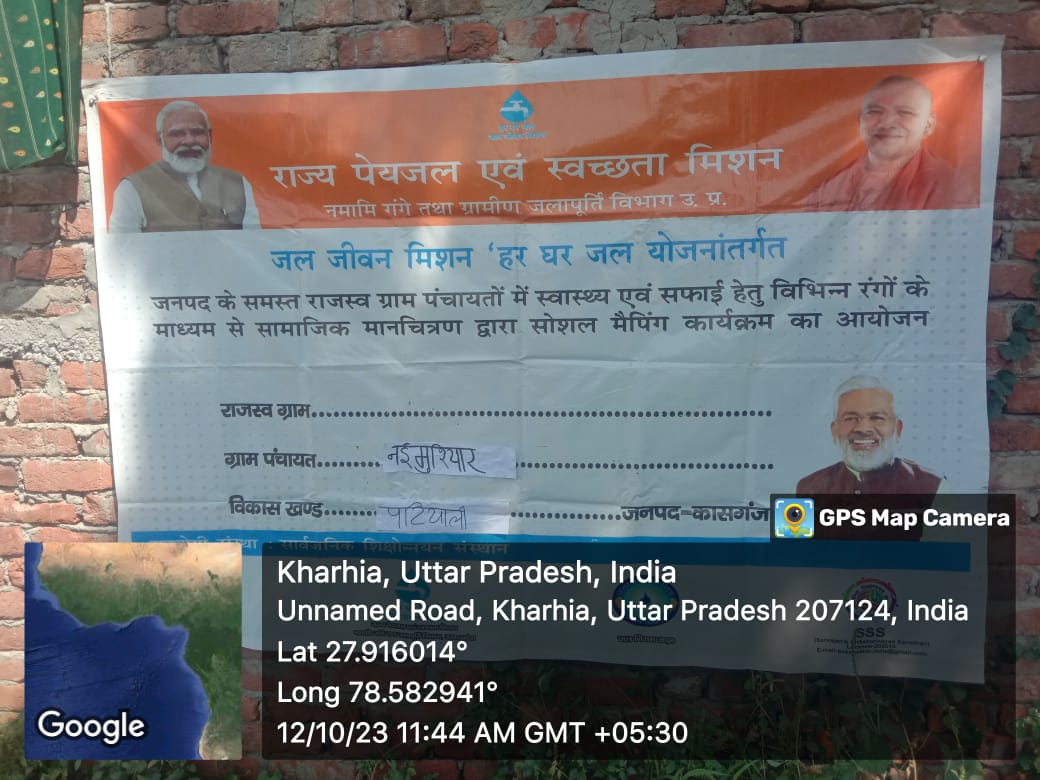 राज्य पेयजल एवं स्वच्छता मिशन
नमामि गंगे तथा ग्रामीण जलापूर्ति विभाग उ. प्र.
जल जीवन मिशन 'हर घर जल योजनांतर्गत
जनपद के समस्त राजस्व ग्राम पंचायतों में स्वास्थ्य एवं सफाई हेतु विभिन्न रंगों के
माध्यम से सामाजिक मानचित्रण द्वारा सोशल मैपिंग कार्यक्रम का आयोजन
राजस्व ग्राम............................................................
ग्राम पंचायत......... नईमुरियार ........................................
विकास खण्ड....... पटियाली ...............जनपद-कासगंज
संस्था : सार्वजनिक शिक्षोन्नयन संस्थान
SSS
GPS Map Camera
Kharhia, Uttar Pradesh, India
Unnamed Road, Kharhia, Uttar Pradesh 207124, India
Lat 27.916014°
Long 78.582941°
12/10/23 11:44 AM GMT +05:30
Google